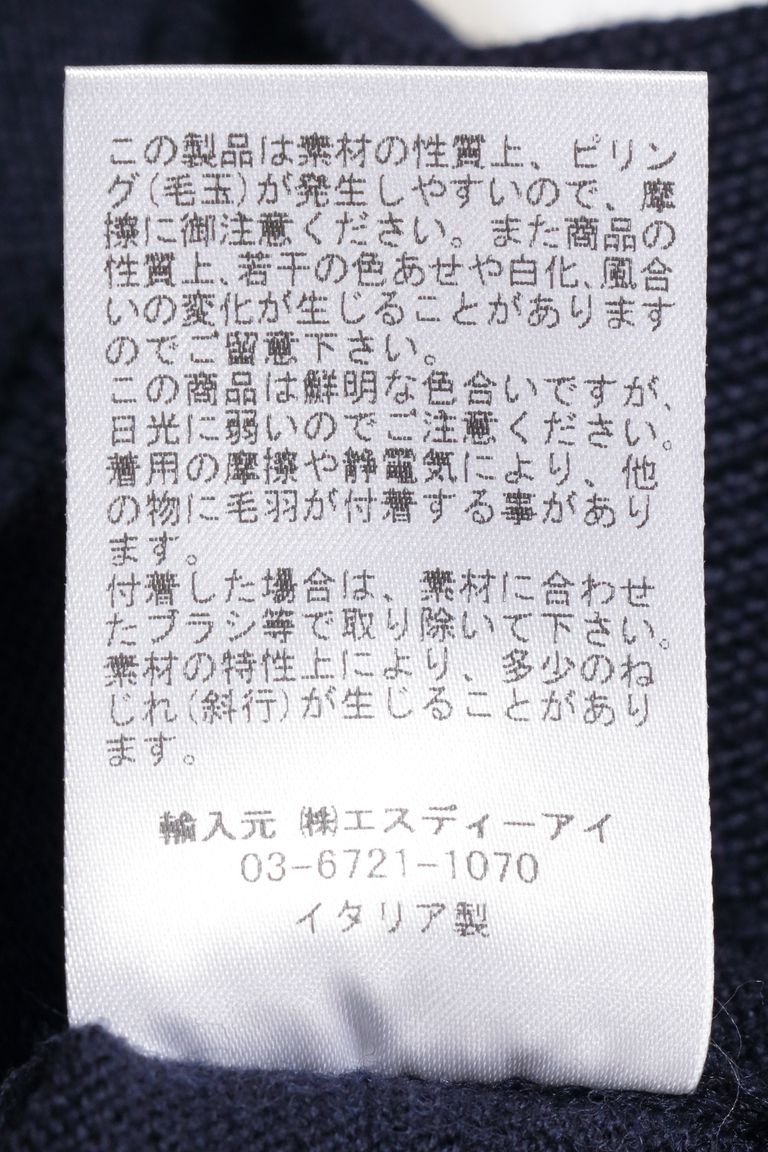 この製品は素材の性質上、ピリン
グ(毛玉)が発生しやすいので、摩
擦に御注意ください。また商品の
性質上、若干の色あせや白化、風合
いの変化が生じることがあります
のでご留意下さい。
この商品は鮮明な色合いですが、
日光に弱いのでご注意ください。
着用の摩擦や静電気により、他
の物に毛羽が付着する事があり
ます。
付着した場合は、素材に合わせ
たブラシ等で取り除いて下さい。
素材の特性上により、多少のね
じれ(斜行)が生じることがあり
ます。
輸入元 ㈱エスディーアイ
03-6721-1070
イタリア製